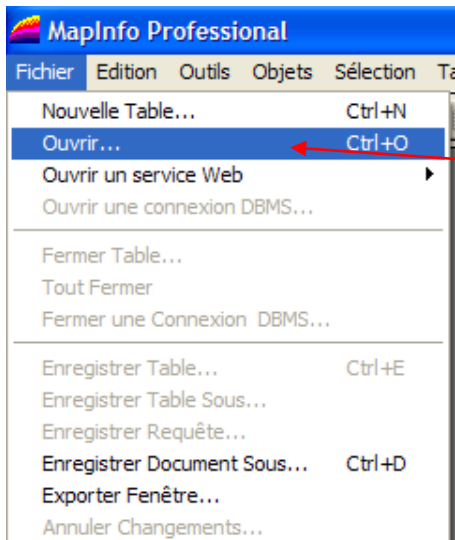 MapInfo Professional
Fichier Edition Outils Objets Sélection Ta
Nouvelle Table... Ctrl+N
Ouvrir... Ctrl+O
Ouvrir un service Web
Ouvrir une connexion DBMS...
Fermer Table...
Tout Fermer
Fermer une Connexion DBMS...
Enregistrer Table... Ctrl+E
Enregistrer Table Sous...
Enregistrer Requête...
Enregistrer Document Sous... Ctrl+D
Exporter Fenêtre...
Annuler Changements...